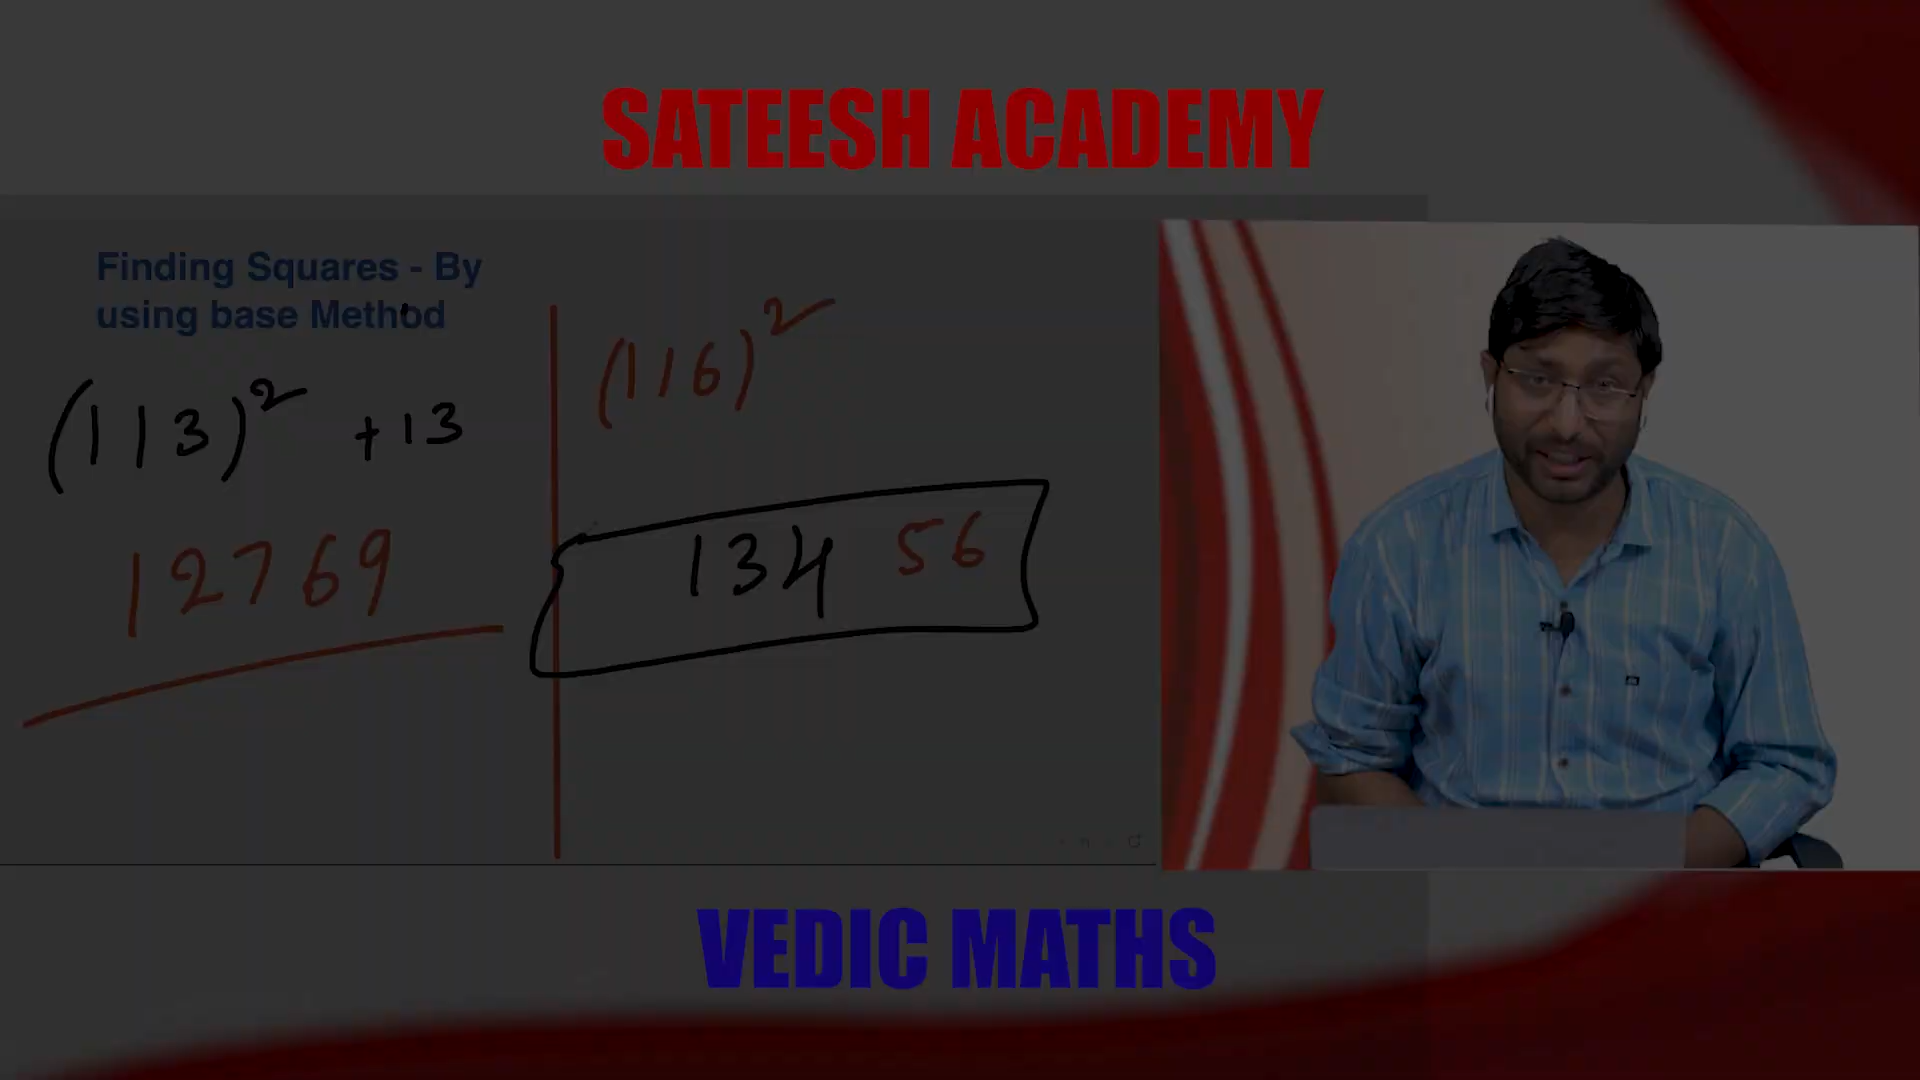 SATEESH ACADEMY
Finding Squares - By
using base Method
(113)² +13
12769
(116)²
134 56
VEDIC MATHS